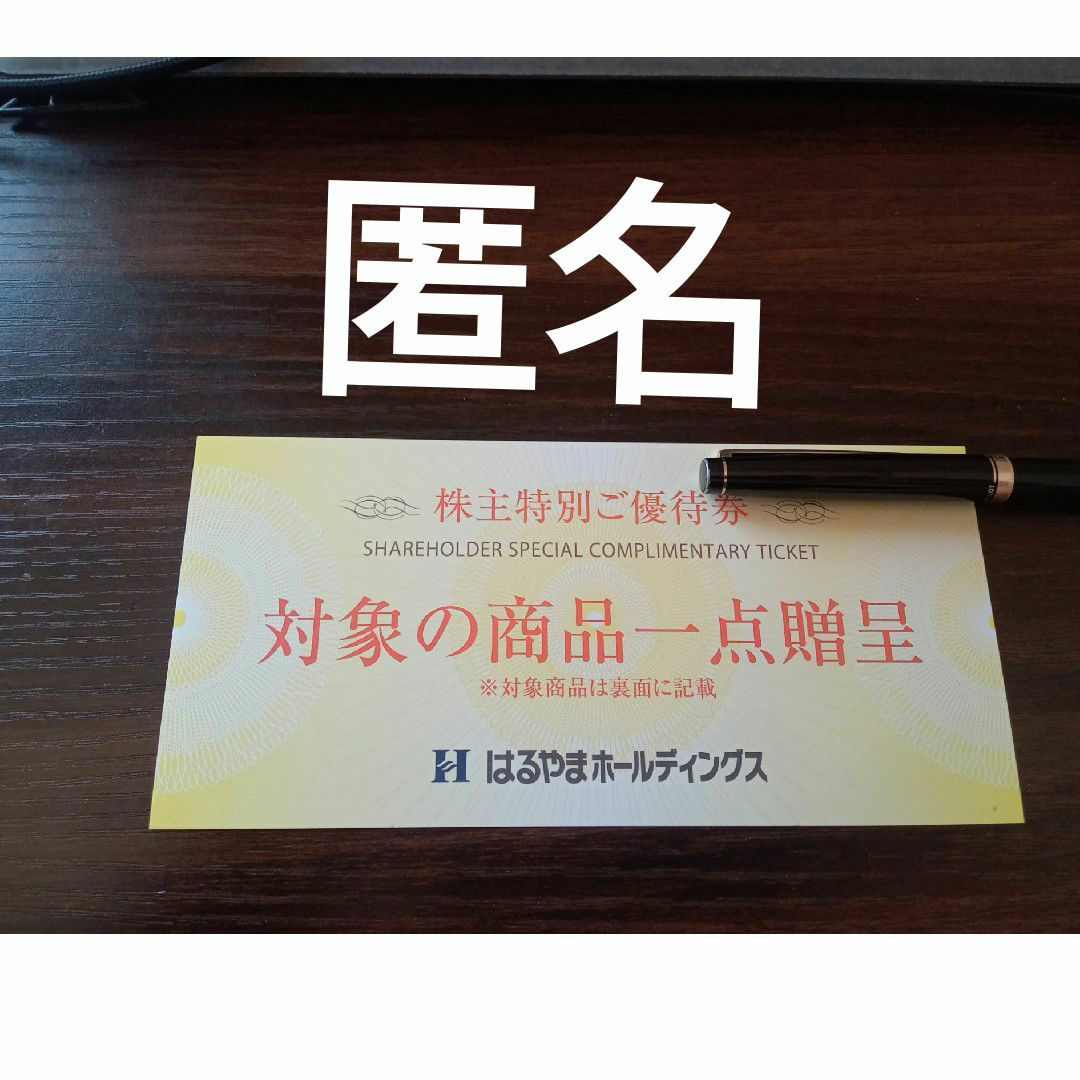 匿名
株主特別ご優待券
SHAREHOLDER SPECIAL COMPLIMENTARY TICKET
対象の商品一点贈呈
※対象商品は裏面に記載
H はるやまホールディングス